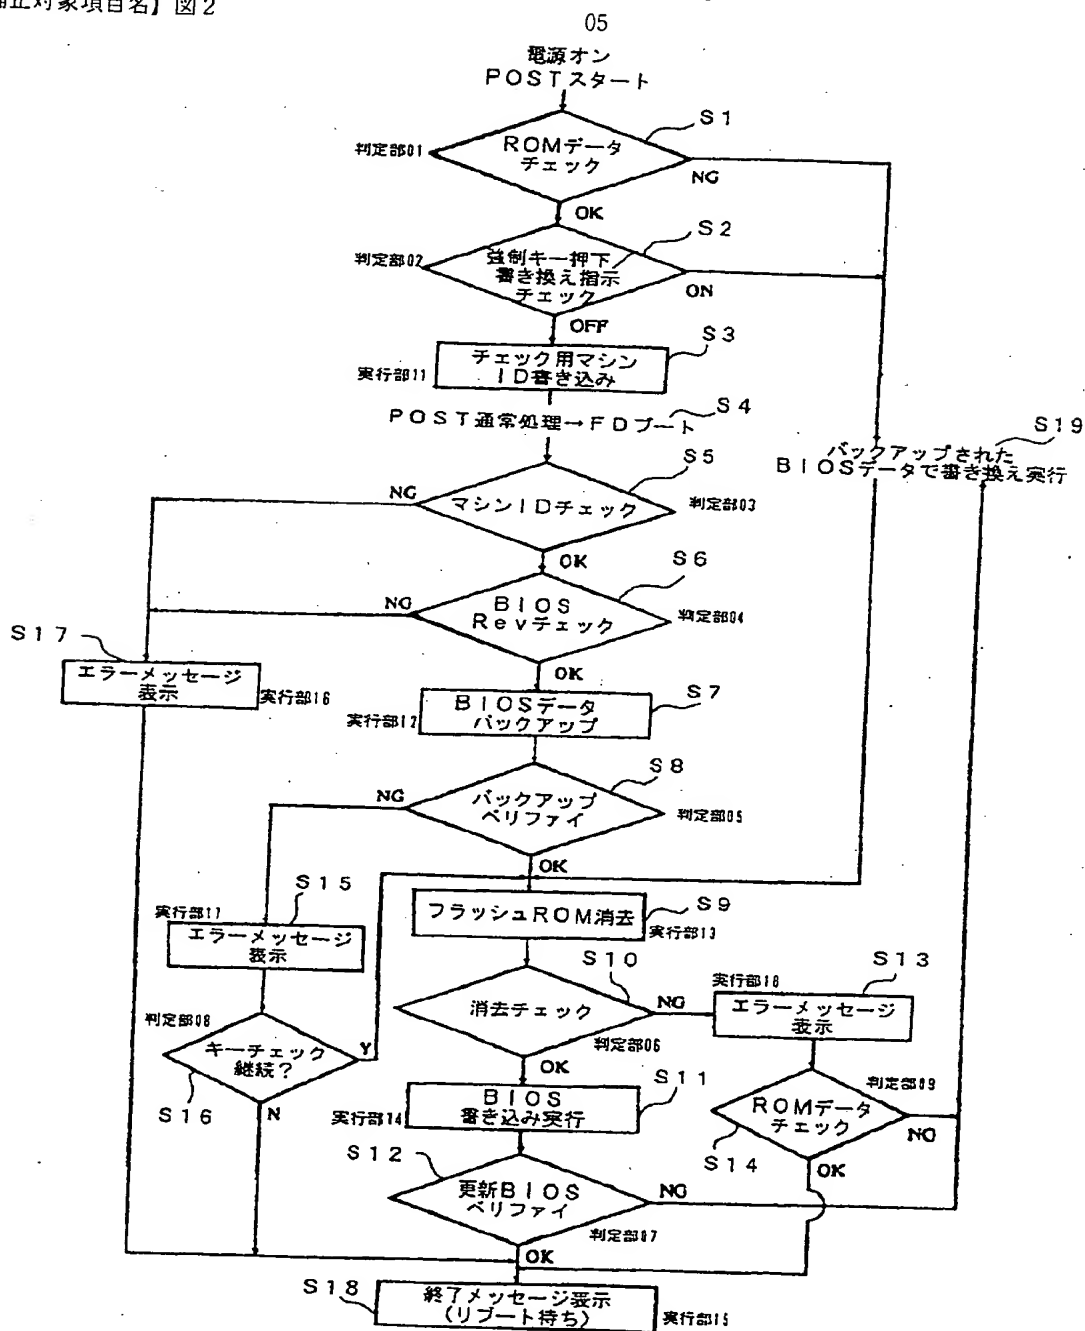 補正対象項目名】図2
05
電源オン
POSTスタート
S1
判定部01
ROMデータ
チェック
NG
OK
S2
判定部02
強制キー押下
書き換え指示
チェック
ON
OFF
S3
チェック用マシン
ID書き込み
実行部11
POST通常処理→FDブート
S4
S19
バックアップされた
BIOSデータで書き換え実行
S5
NG
マシンIDチェック
判定部03
OK
S6
NG
BIOS
Revチェック
判定部04
OK
S17
エラーメッセージ
表示
実行部16
S7
BIOSデータ
バックアップ
実行部12
S8
NG
バックアップ
ベリファイ
判定部05
OK
S15
実行部17
エラーメッセージ
表示
S9
フラッシュROM消去
実行部13
S10
消去チェック
NG
判定部06
OK
S13
実行部18
エラーメッセージ
表示
判定部08
キーチェック
継続?
Y
N
S16
S11
BIOS
書き込み実行
実行部14
判定部09
ROMデータ
チェック
NG
S14
OK
S12
更新BIOS
ベリファイ
NG
判定部07
OK
S18
終了メッセージ表示
(リブート待ち)
実行部15